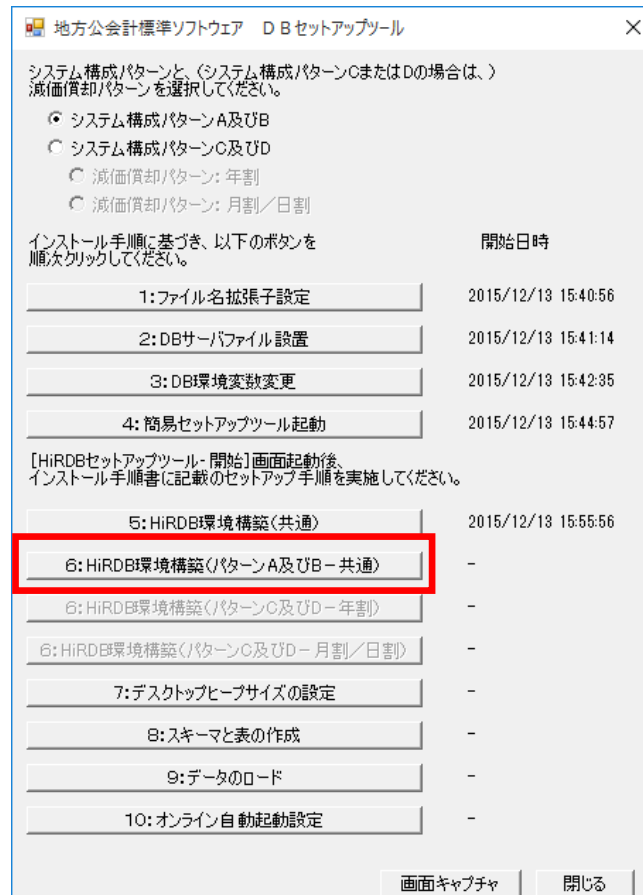 地方公会計標準ソフトウェア　ＤＢセットアップツール
システム構成パターンと、(システム構成パターンCまたはDの場合は、)
減価償却パターンを選択してください。
システム構成パターンA及びB
システム構成パターンC及びD
減価償却パターン：年割
減価償却パターン：月割／日割
インストール手順に基づき、以下のボタンを
順次クリックしてください。
開始日時
1：ファイル名拡張子設定 2015/12/13 15:40:56
2：DBサーバファイル設置 2015/12/13 15:41:14
3：DB環境変数変更 2015/12/13 15:42:35
4：簡易セットアップツール起動 2015/12/13 15:44:57
[HiRDBセットアップツール-開始]画面起動後、
インストール手順書に記載のセットアップ手順を実施してください。
5：HiRDB環境構築(共通) 2015/12/13 15:55:56
6：HiRDB環境構築(パターンA及びB－共通) -
6：HiRDB環境構築(パターンC及びD－年割) -
6：HiRDB環境構築(パターンC及びD－月割／日割) -
7：デスクトップヒープサイズの設定 -
8：スキーマと表の作成 -
9：データのロード -
10：オンライン自動起動設定 -
画面キャプチャ 閉じる